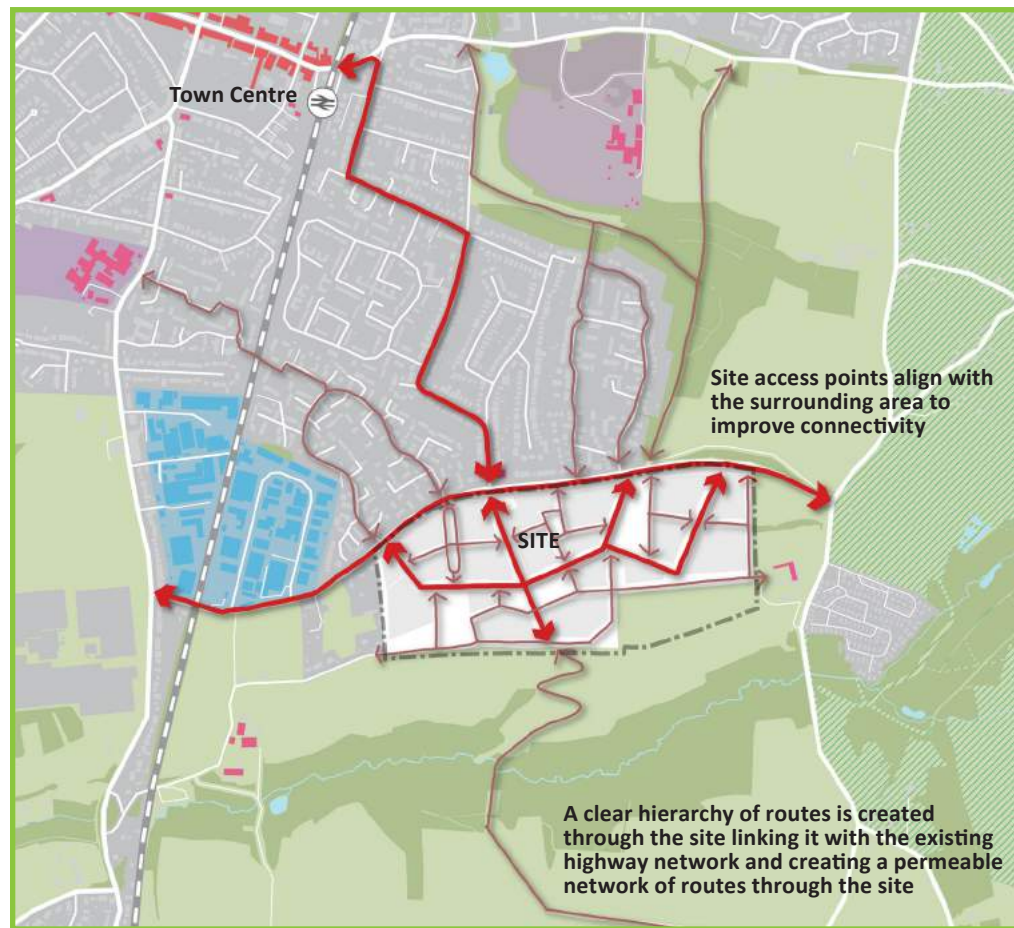 Town Centre
Site access points align with
the surrounding area to
improve connectivity
SITE
A clear hierarchy of routes is created
through the site linking it with the existing
highway network and creating a permeable
network of routes through the site